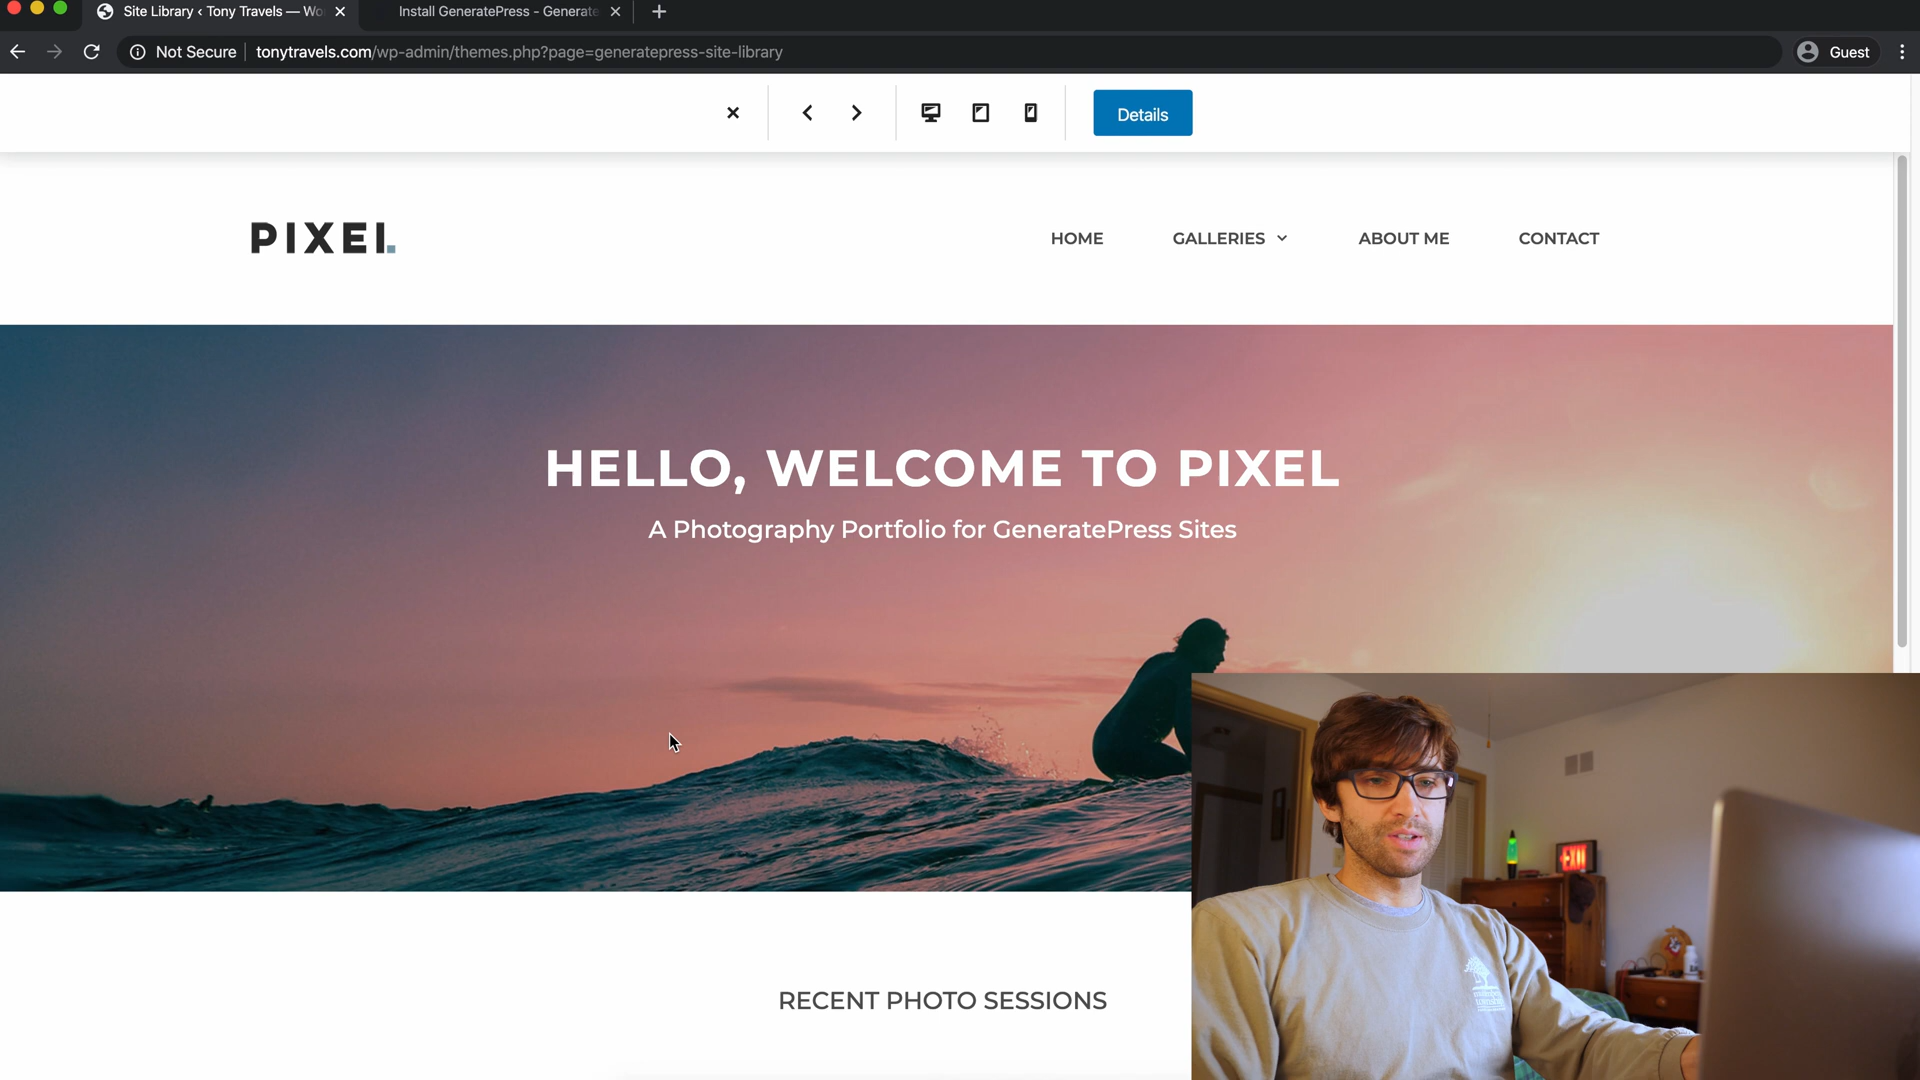 Site Library ‹ Tony Travels — Wo
Install GeneratePress - Generate
Not Secure
tonytravels.com/wp-admin/themes.php?page=generatepress-site-library
Guest
Details
PIXEL
HOME
GALLERIES
ABOUT ME
CONTACT
HELLO, WELCOME TO PIXEL
A Photography Portfolio for GeneratePress Sites
RECENT PHOTO SESSIONS